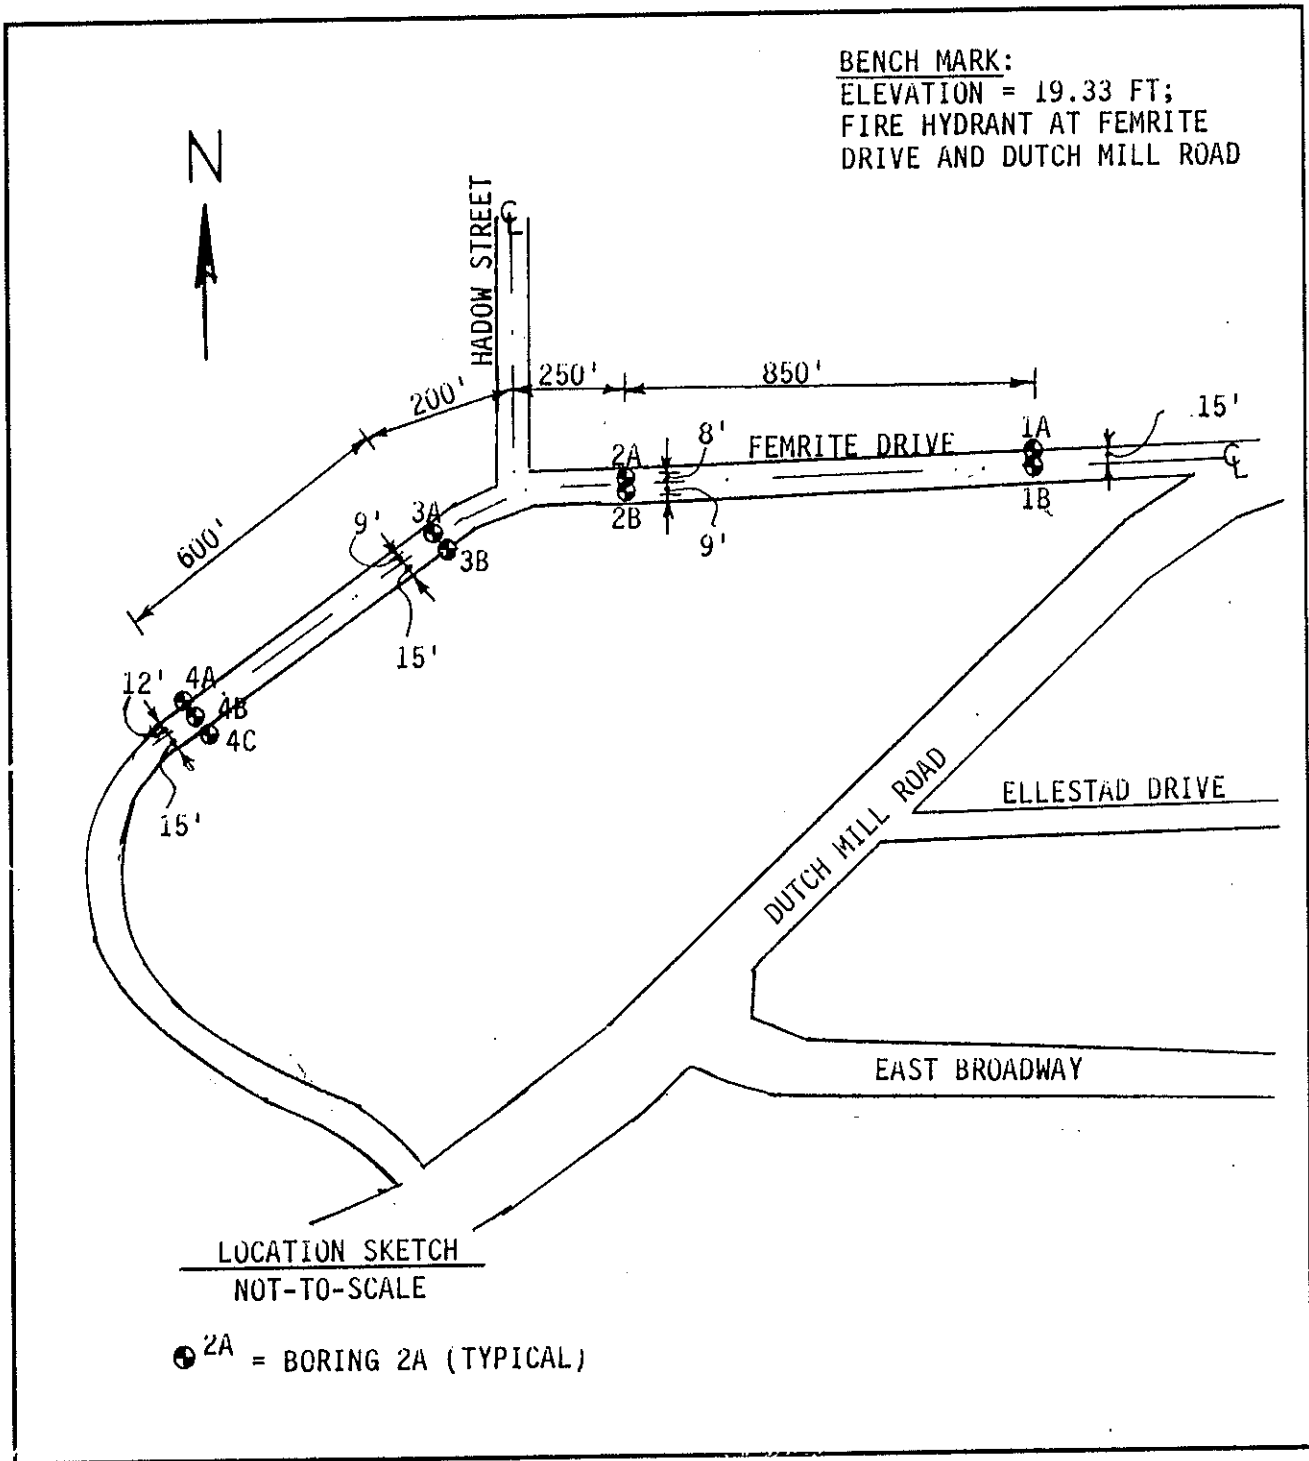 BENCH MARK:
ELEVATION = 19.33 FT;
FIRE HYDRANT AT FEMRITE
DRIVE AND DUTCH MILL ROAD
N
HADOW STREET
℄
200'
250'
850'
600'
FEMRITE DRIVE
1A
15'
℄
1B
2A
8'
2B
9'
3A
9'
3B
15'
4A
12'
4B
4C
15'
DUTCH MILL ROAD
ELLESTAD DRIVE
EAST BROADWAY
LOCATION SKETCH
NOT-TO-SCALE
2A = BORING 2A (TYPICAL)